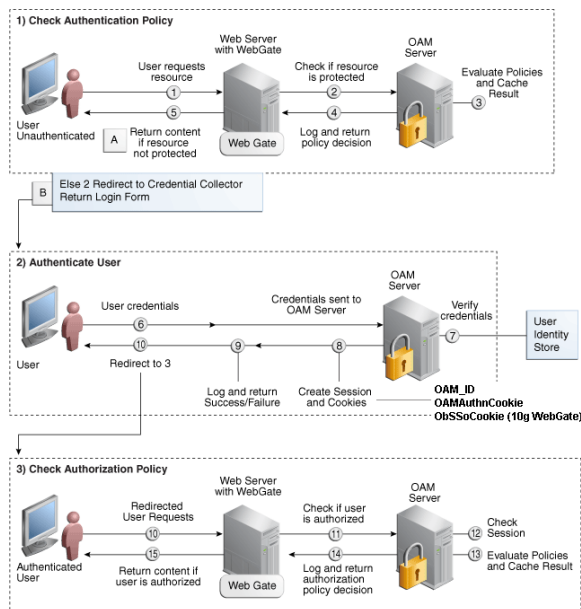 1) Check Authentication Policy
Web Server
with WebGate
OAM
Server
User requests
resource
Check if resource
is protected
Evaluate Policies
and Cache
Result
1
2
3
5
4
User
Unauthenticated
A
Return content
if resource
not protected
Log and return
policy decision
Web Gate
B
Else 2 Redirect to Credential Collector
Return Login Form
2) Authenticate User
OAM
Server
User credentials
Credentials sent to
OAM Server
Verify
credentials
6
7
User
Identity
Store
10
9
8
User
Redirect to 3
Log and return
Success/Failure
Create Session
and Cookies
OAM_ID
OAMAuthnCookie
ObSSoCookie (10g WebGate)
3) Check Authorization Policy
Web Server
with WebGate
OAM
Server
Redirected
User Requests
Check if user
is authorized
10
11
12
Check
Session
15
14
13
Evaluate Policies
and Cache Result
Authenticated
User
Return content if
user is authorized
Log and return
authorization
policy decision
Web Gate